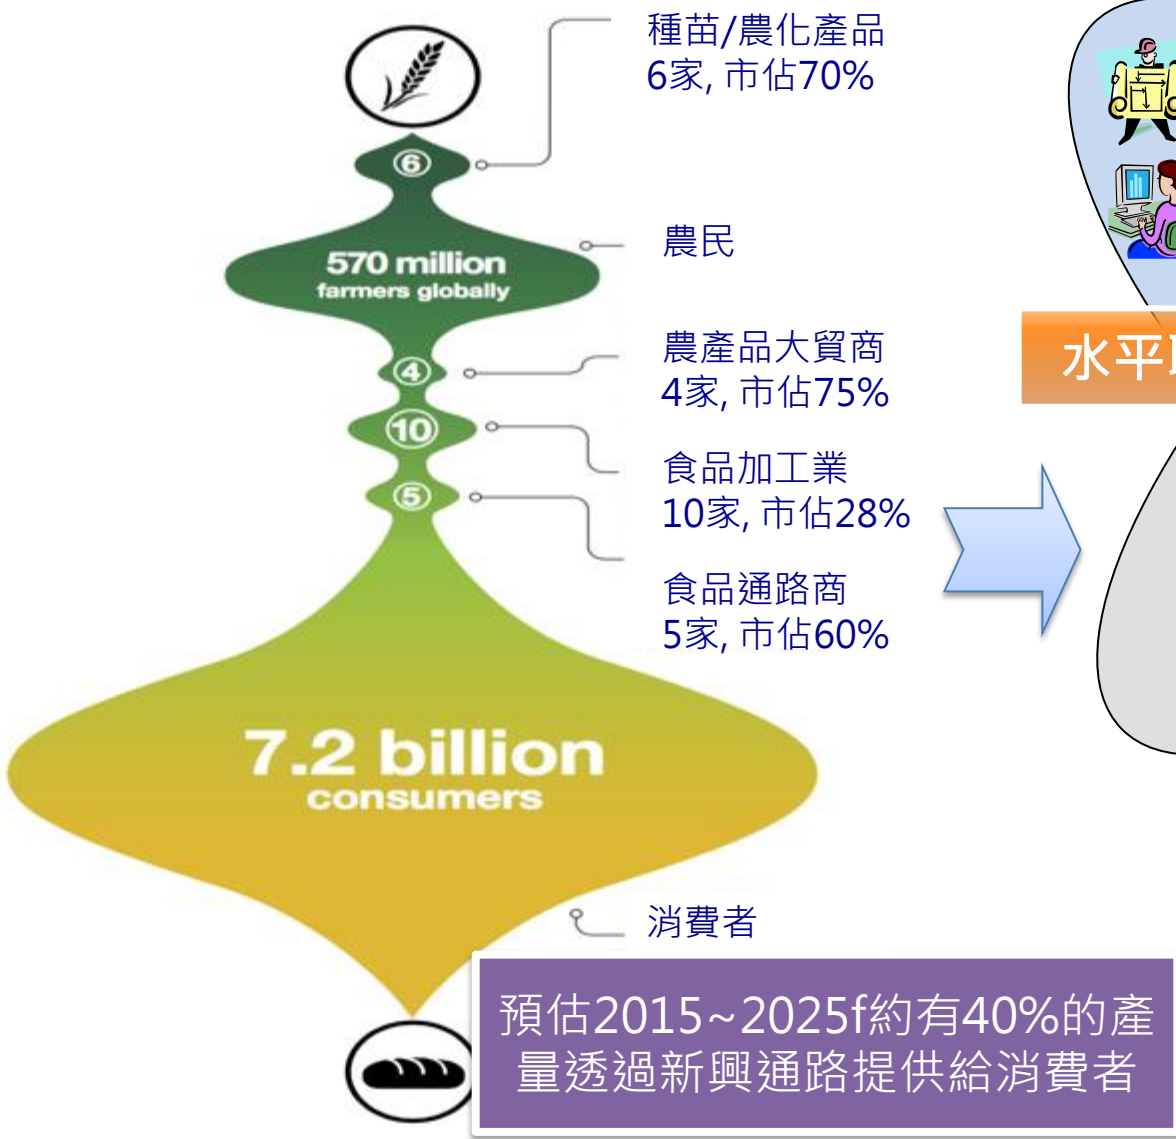 種苗/農化產品
6家, 市佔70%
6
570 million
farmers globally
農民
農產品大貿商
4家, 市佔75%
4
水平
食品加工業
10家, 市佔28%
10
5
食品通路商
5家, 市佔60%
7.2 billion
consumers
消費者
預估2015~2025f約有40%的產
量透過新興通路提供給消費者